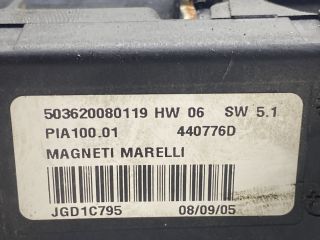 503620080119 HW 06 SW 5.1
PIA100.01 440776D
MAGNETI MARELLI
JGD1C795 08/09/05